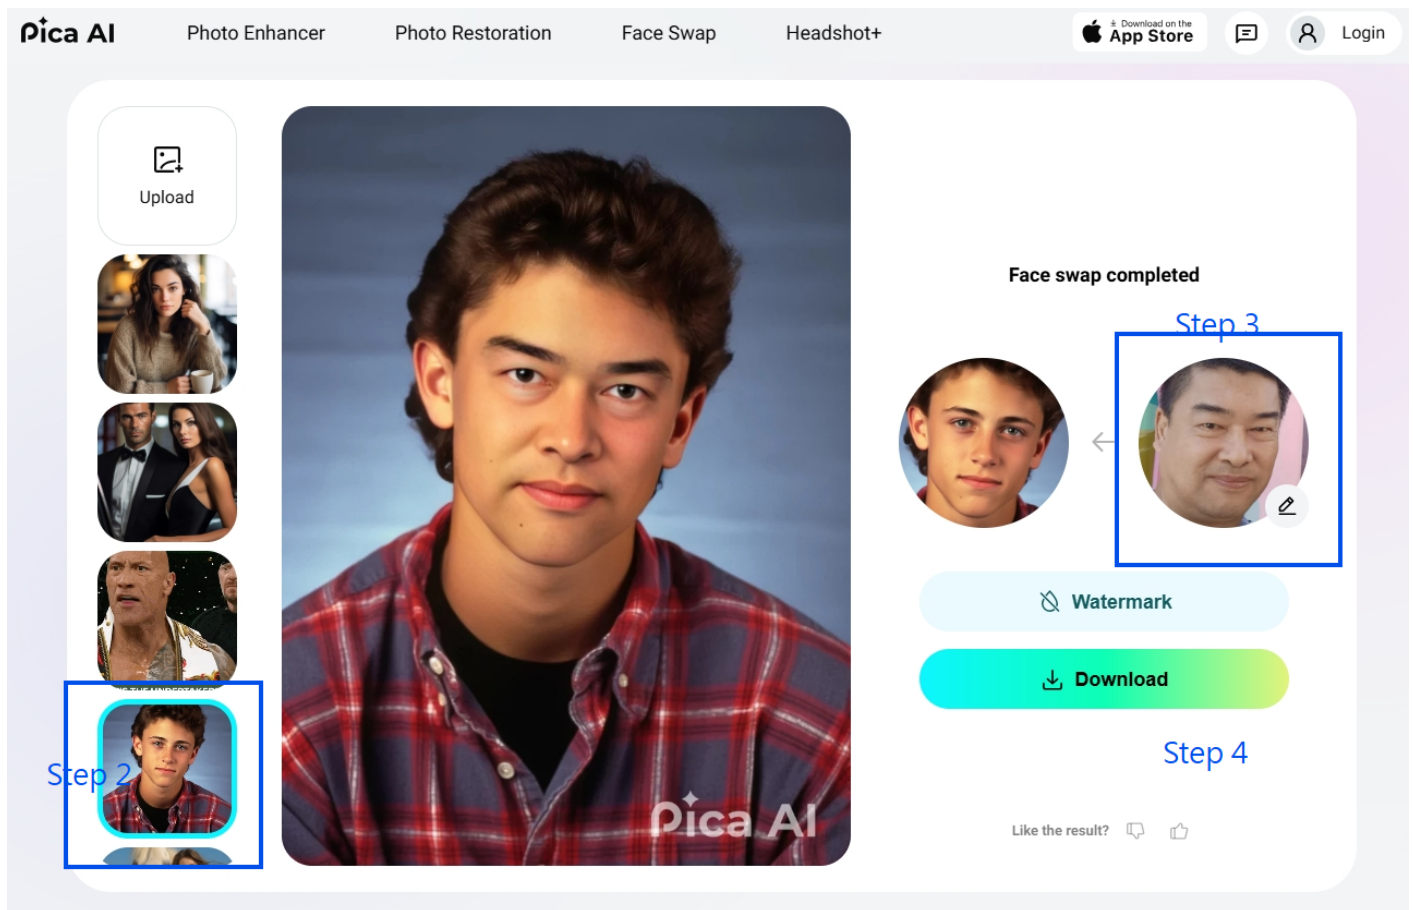 Pica AI
Photo Enhancer
Photo Restoration
Face Swap
Headshot+
Download on the
App Store
Login
Upload
Face swap completed
Step 3
Watermark
Download
Step 2
Step 4
Pica AI
Like the result?